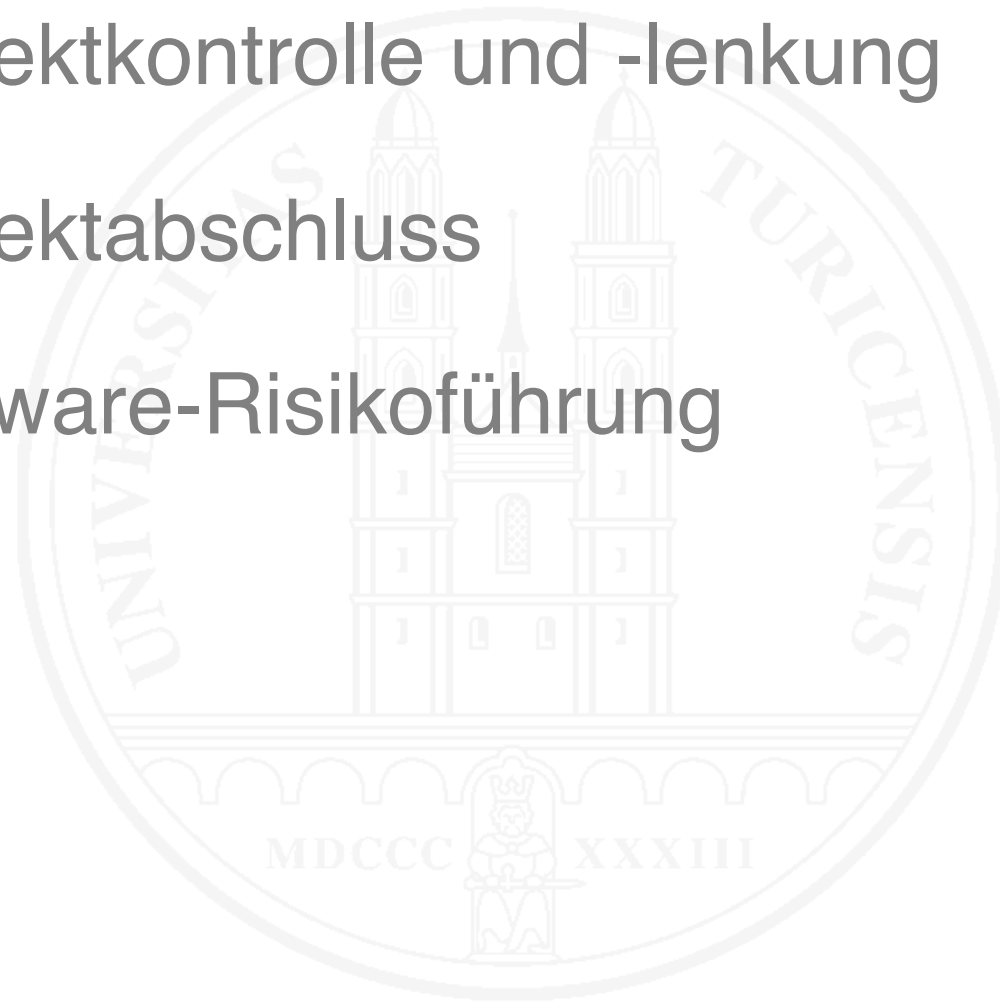 ektkontrolle und -lenkung
ektabschluss
ware-Risikoführung
UNIVERSITAS TURICENSIS
MDCCC XXXIII